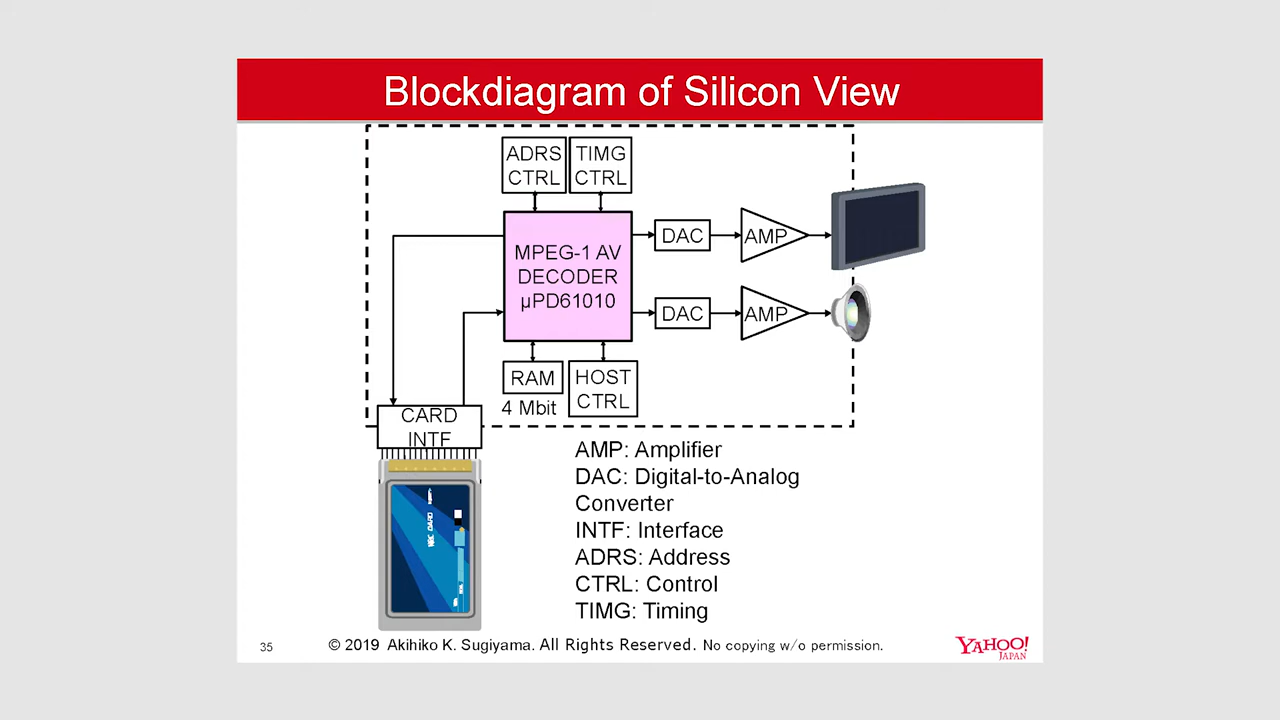 Blockdiagram of Silicon View
ADRS
CTRL
TIMG
CTRL
MPEG-1 AV
DECODER
µPD61010
DAC
AMP
DAC
AMP
RAM
4 Mbit
HOST
CTRL
CARD
INTF
AMP: Amplifier
DAC: Digital-to-Analog
Converter
INTF: Interface
ADRS: Address
CTRL: Control
TIMG: Timing
35
© 2019 Akihiko K. Sugiyama. All Rights Reserved. No copying w/o permission.
YAHOO!
JAPAN